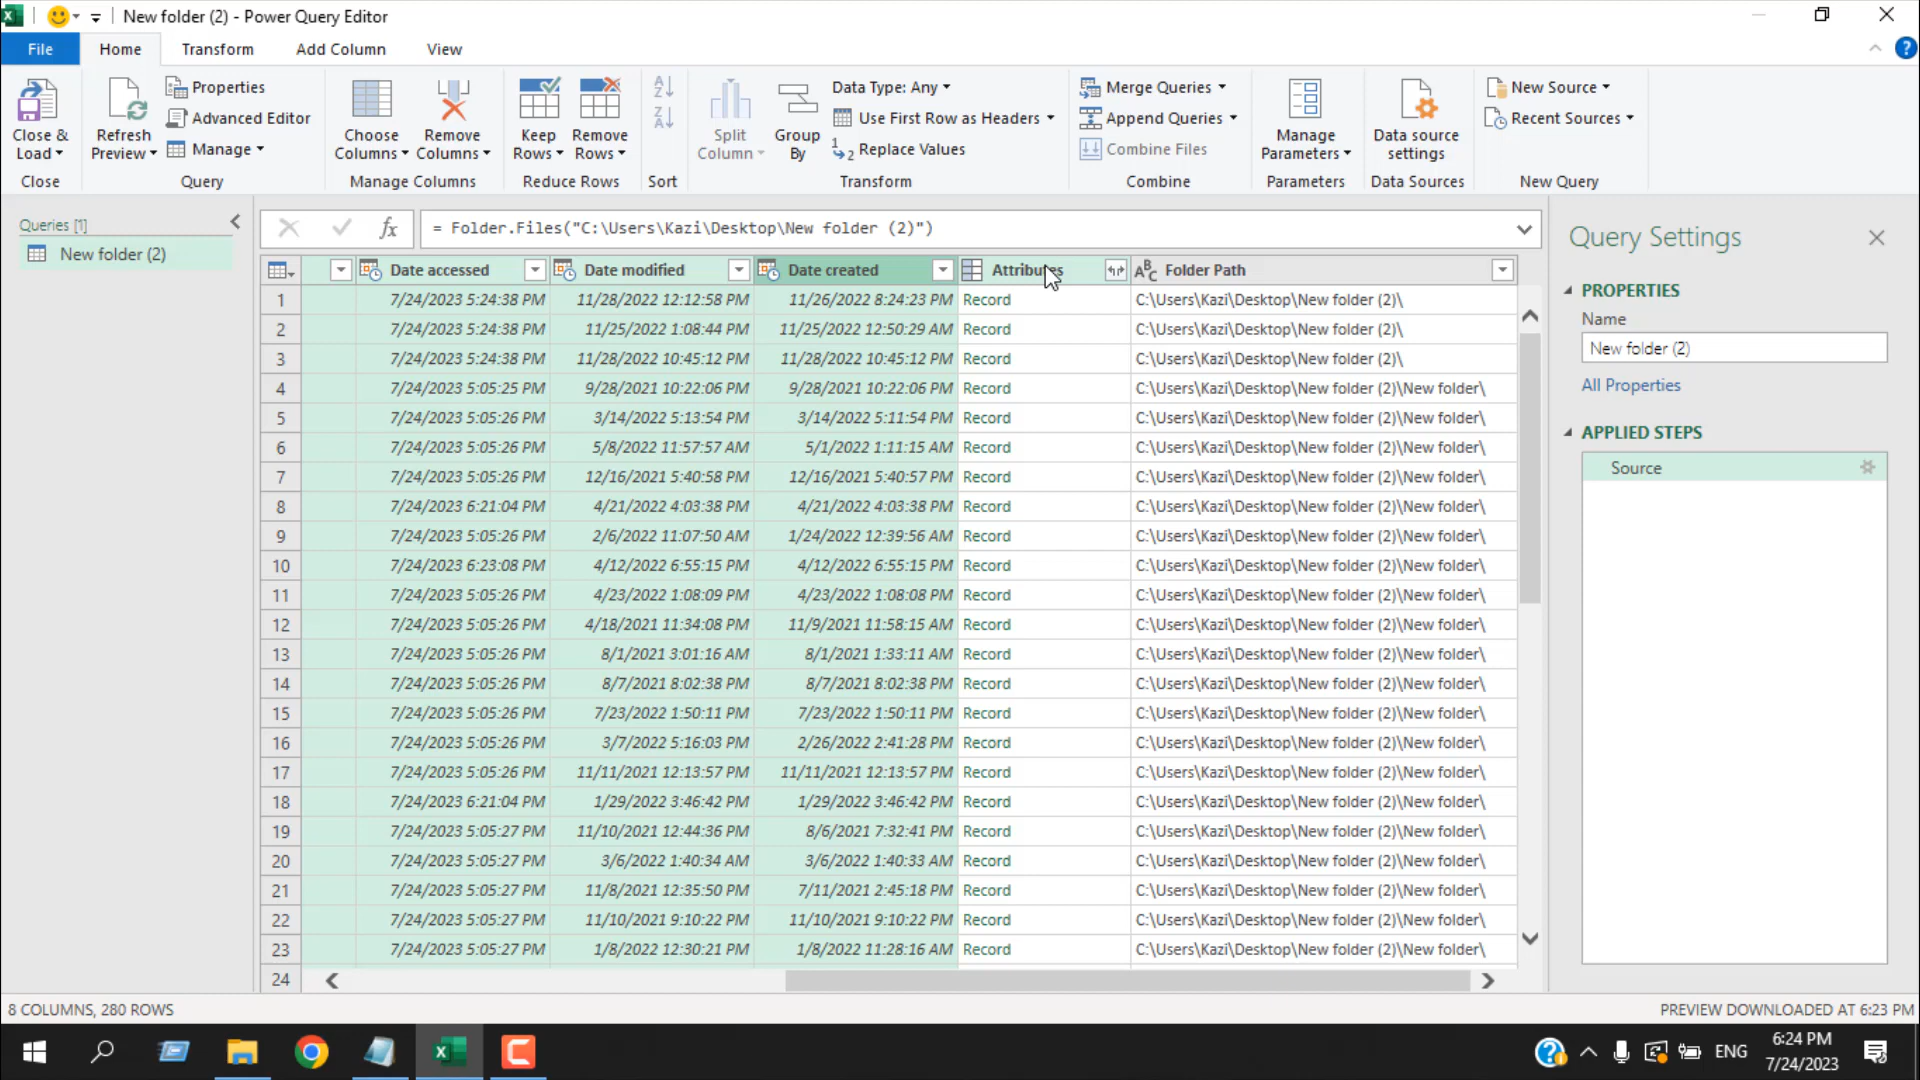 New folder (2) - Power Query Editor
File Home Transform Add Column View
Close & Load
Close
Refresh Preview
Properties
Advanced Editor
Manage
Query
Choose Columns
Remove Columns
Manage Columns
Keep Rows
Remove Rows
Reduce Rows
Sort
Split Column
Group By
Data Type: Any
Use First Row as Headers
Replace Values
Transform
Merge Queries
Append Queries
Combine Files
Combine
Manage Parameters
Parameters
Data source settings
Data Sources
New Source
Recent Sources
New Query
Queries [1]
New folder (2)
fx = Folder.Files("C:\Users\Kazi\Desktop\New folder (2)")
Date accessed Date modified Date created Attributes Folder Path
1 7/24/2023 5:24:38 PM 11/28/2022 12:12:58 PM 11/26/2022 8:24:23 PM Record C:\Users\Kazi\Desktop\New folder (2)\
2 7/24/2023 5:24:38 PM 11/25/2022 1:08:44 PM 11/25/2022 12:50:29 AM Record C:\Users\Kazi\Desktop\New folder (2)\
3 7/24/2023 5:24:38 PM 11/28/2022 10:45:12 PM 11/28/2022 10:45:12 PM Record C:\Users\Kazi\Desktop\New folder (2)\
4 7/24/2023 5:05:25 PM 9/28/2021 10:22:06 PM 9/28/2021 10:22:06 PM Record C:\Users\Kazi\Desktop\New folder (2)\New folder\
5 7/24/2023 5:05:26 PM 3/14/2022 5:13:54 PM 3/14/2022 5:11:54 PM Record C:\Users\Kazi\Desktop\New folder (2)\New folder\
6 7/24/2023 5:05:26 PM 5/8/2022 11:57:57 AM 5/1/2022 1:11:15 AM Record C:\Users\Kazi\Desktop\New folder (2)\New folder\
7 7/24/2023 5:05:26 PM 12/16/2021 5:40:58 PM 12/16/2021 5:40:57 PM Record C:\Users\Kazi\Desktop\New folder (2)\New folder\
8 7/24/2023 6:21:04 PM 4/21/2022 4:03:38 PM 4/21/2022 4:03:38 PM Record C:\Users\Kazi\Desktop\New folder (2)\New folder\
9 7/24/2023 5:05:26 PM 2/6/2022 11:07:50 AM 1/24/2022 12:39:56 AM Record C:\Users\Kazi\Desktop\New folder (2)\New folder\
10 7/24/2023 6:23:08 PM 4/12/2022 6:55:15 PM 4/12/2022 6:55:15 PM Record C:\Users\Kazi\Desktop\New folder (2)\New folder\
11 7/24/2023 5:05:26 PM 4/23/2022 1:08:09 PM 4/23/2022 1:08:08 PM Record C:\Users\Kazi\Desktop\New folder (2)\New folder\
12 7/24/2023 5:05:26 PM 4/18/2022 11:34:08 PM 11/9/2021 11:58:15 AM Record C:\Users\Kazi\Desktop\New folder (2)\New folder\
13 7/24/2023 5:05:26 PM 8/1/2021 3:01:16 AM 8/1/2021 1:33:11 AM Record C:\Users\Kazi\Desktop\New folder (2)\New folder\
14 7/24/2023 5:05:26 PM 8/7/2021 8:02:38 PM 8/7/2021 8:02:38 PM Record C:\Users\Kazi\Desktop\New folder (2)\New folder\
15 7/24/2023 5:05:26 PM 7/23/2022 1:50:11 PM 7/23/2022 1:50:11 PM Record C:\Users\Kazi\Desktop\New folder (2)\New folder\
16 7/24/2023 5:05:26 PM 3/7/2022 5:16:03 PM 2/26/2022 2:41:28 PM Record C:\Users\Kazi\Desktop\New folder (2)\New folder\
17 7/24/2023 5:05:26 PM 11/11/2021 12:13:57 PM 11/11/2021 12:13:57 PM Record C:\Users\Kazi\Desktop\New folder (2)\New folder\
18 7/24/2023 6:21:04 PM 1/29/2022 3:46:42 PM 1/29/2022 3:46:42 PM Record C:\Users\Kazi\Desktop\New folder (2)\New folder\
19 7/24/2023 5:05:27 PM 11/10/2021 12:44:36 PM 8/6/2021 7:32:41 PM Record C:\Users\Kazi\Desktop\New folder (2)\New folder\
20 7/24/2023 5:05:27 PM 3/6/2022 1:40:34 AM 3/6/2022 1:40:33 AM Record C:\Users\Kazi\Desktop\New folder (2)\New folder\
21 7/24/2023 5:05:27 PM 11/8/2021 12:35:50 PM 7/11/2021 2:45:18 PM Record C:\Users\Kazi\Desktop\New folder (2)\New folder\
22 7/24/2023 5:05:27 PM 11/10/2021 9:10:22 PM 11/10/2021 9:10:22 PM Record C:\Users\Kazi\Desktop\New folder (2)\New folder\
23 7/24/2023 5:05:27 PM 1/8/2022 12:30:21 PM 1/8/2022 11:28:16 AM Record C:\Users\Kazi\Desktop\New folder (2)\New folder\
24
Query Settings
PROPERTIES
Name
New folder (2)
All Properties
APPLIED STEPS
Source
8 COLUMNS, 280 ROWS
PREVIEW DOWNLOADED AT 6:23 PM
ENG
6:24 PM
7/24/2023